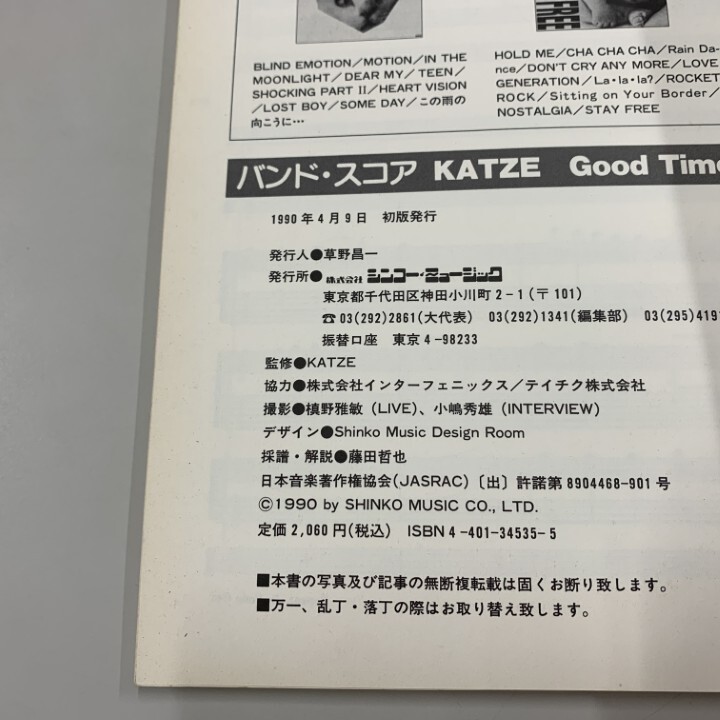 FREE
BLIND EMOTION/MOTION/IN THE
MOONLIGHT/DEAR MY/TEEN/
SHOCKING PART II/HEART VISION
/LOST BOY/SOME DAY/この雨の
向こうに…
HOLD ME/CHA CHA CHA/Rain Da-
nce/DON'T CRY ANY MORE/LOVE
GENERATION/La・la・la?/ROCKET
ROCK/Sitting on Your Border/
NOSTALGIA/STAY FREE
バンド・スコア KATZE Good Time
1990年4月9日 初版発行
発行人●草野昌一
発行所●株式会社シンコー・ミュージック
東京都千代田区神田小川町2-1(〒101)
☎03(292)2861(大代表) 03(292)1341(編集部) 03(295)419
振替口座 東京4-98233
監修●KATZE
協力●株式会社インターフェニックス/テイチク株式会社
撮影●槙野雅敏(LIVE)、小嶋秀雄(INTERVIEW)
デザイン●Shinko Music Design Room
採譜・解説●藤田哲也
日本音楽著作権協会(JASRAC)〔出〕許諾第8904468-901号
©1990 by SHINKO MUSIC CO., LTD.
定価2,060円(税込) ISBN4-401-34535-5
■本書の写真及び記事の無断複転載は固くお断り致します。
■万一、乱丁・落丁の際はお取り替え致します。